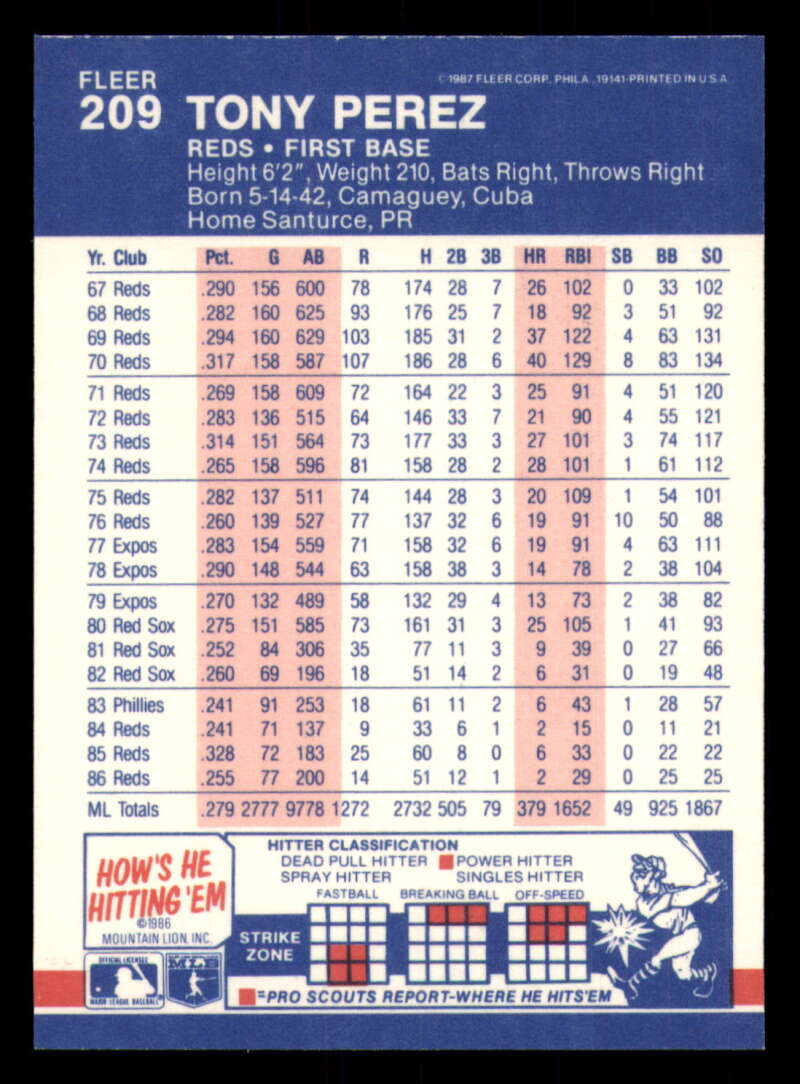 FLEER
209 TONY PEREZ
©1987 FLEER CORP. PHILA., 19141-PRINTED IN U S A
REDS • FIRST BASE
Height 6'2", Weight 210, Bats Right, Throws Right
Born 5-14-42, Camaguey, Cuba
Home Santurce, PR
Yr. Club Pct. G AB R H 2B 3B HR RBI SB BB SO
67 Reds .290 156 600 78 174 28 7 26 102 0 33 102
68 Reds .282 160 625 93 176 25 7 18 92 3 51 92
69 Reds .294 160 629 103 185 31 2 37 122 4 63 131
70 Reds .317 158 587 107 186 28 6 40 129 8 83 134
71 Reds .269 158 609 72 164 22 3 25 91 4 51 120
72 Reds .283 136 515 64 146 33 7 21 90 4 55 121
73 Reds .314 151 564 73 177 33 3 27 101 3 74 117
74 Reds .265 158 596 81 158 28 2 28 101 1 61 112
75 Reds .282 137 511 74 144 28 3 20 109 1 54 101
76 Reds .260 139 527 77 137 32 6 19 91 10 50 88
77 Expos .283 154 559 71 158 32 6 19 91 4 63 111
78 Expos .290 148 544 63 158 38 3 14 78 2 38 104
79 Expos .270 132 489 58 132 29 4 13 73 2 38 82
80 Red Sox .275 151 585 73 161 31 3 25 105 1 41 93
81 Red Sox .252 84 306 35 77 11 3 9 39 0 27 66
82 Red Sox .260 69 196 18 51 14 2 6 31 0 19 48
83 Phillies .241 91 253 18 61 11 2 6 43 1 28 57
84 Reds .241 71 137 9 33 6 1 2 15 0 11 21
85 Reds .328 72 183 25 60 8 0 6 33 0 22 22
86 Reds .255 77 200 14 51 12 1 2 29 0 25 25
ML Totals .279 2777 9778 1272 2732 505 79 379 1652 49 925 1867
HOW'S HE
HITTING 'EM
©1986
MOUNTAIN LION, INC.
OFFICIAL LICENSEE
MAJOR LEAGUE BASEBALL
MLB
HITTER CLASSIFICATION
DEAD PULL HITTER POWER HITTER
SPRAY HITTER SINGLES HITTER
FASTBALL BREAKING BALL OFF-SPEED
STRIKE
ZONE
=PRO SCOUTS REPORT-WHERE HE HITS'EM